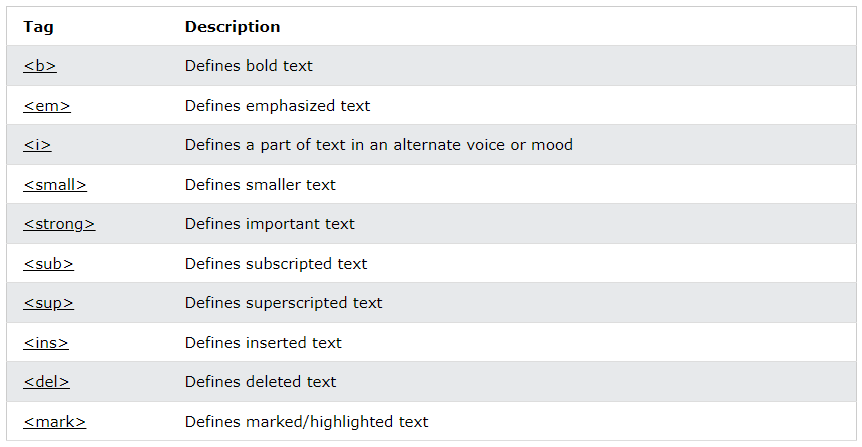 Tag Description
<b> Defines bold text
<em> Defines emphasized text
<i> Defines a part of text in an alternate voice or mood
<small> Defines smaller text
<strong> Defines important text
<sub> Defines subscripted text
<sup> Defines superscripted text
<ins> Defines inserted text
<del> Defines deleted text
<mark> Defines marked/highlighted text